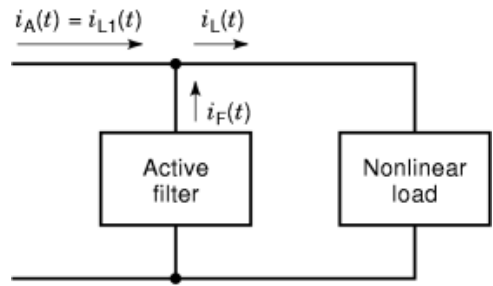 i_A(t) = i_L1(t)
i_L(t)
i_F(t)
Active
filter
Nonlinear
load